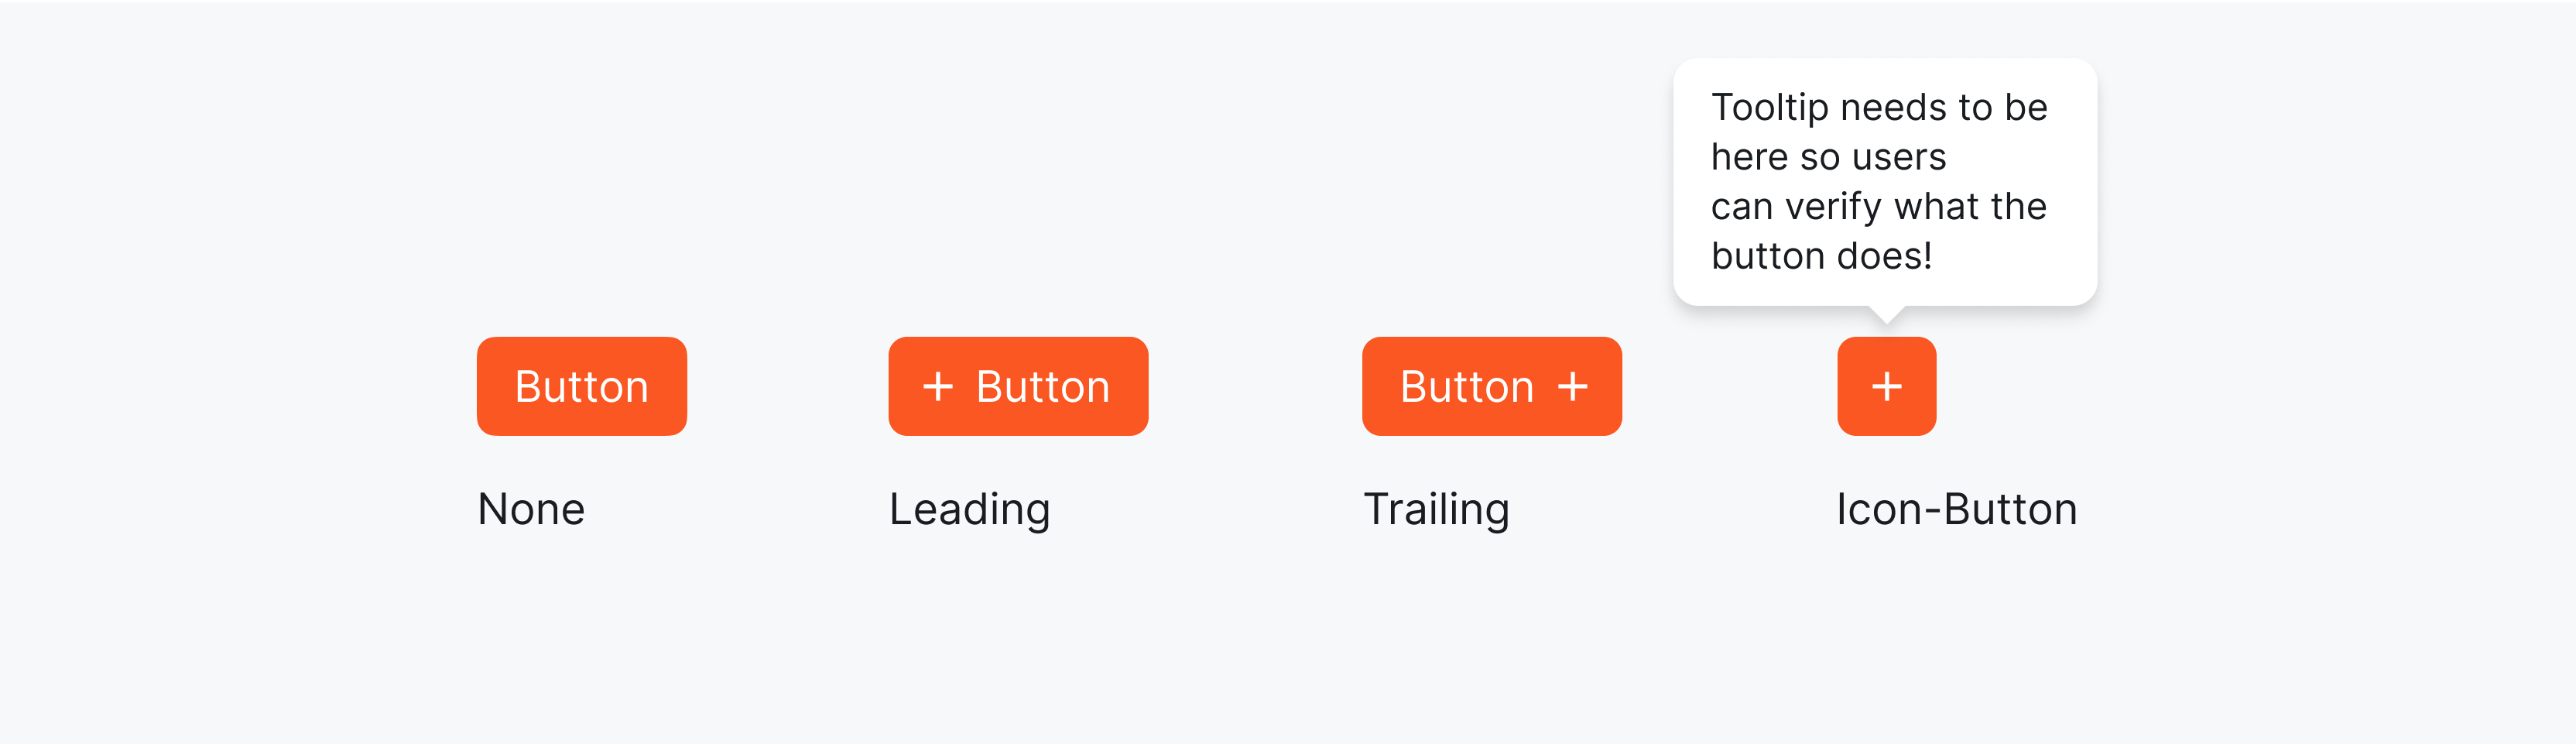 Tooltip needs to be
here so users
can verify what the
button does!
Button
+ Button
Button +
+
None
Leading
Trailing
Icon-Button